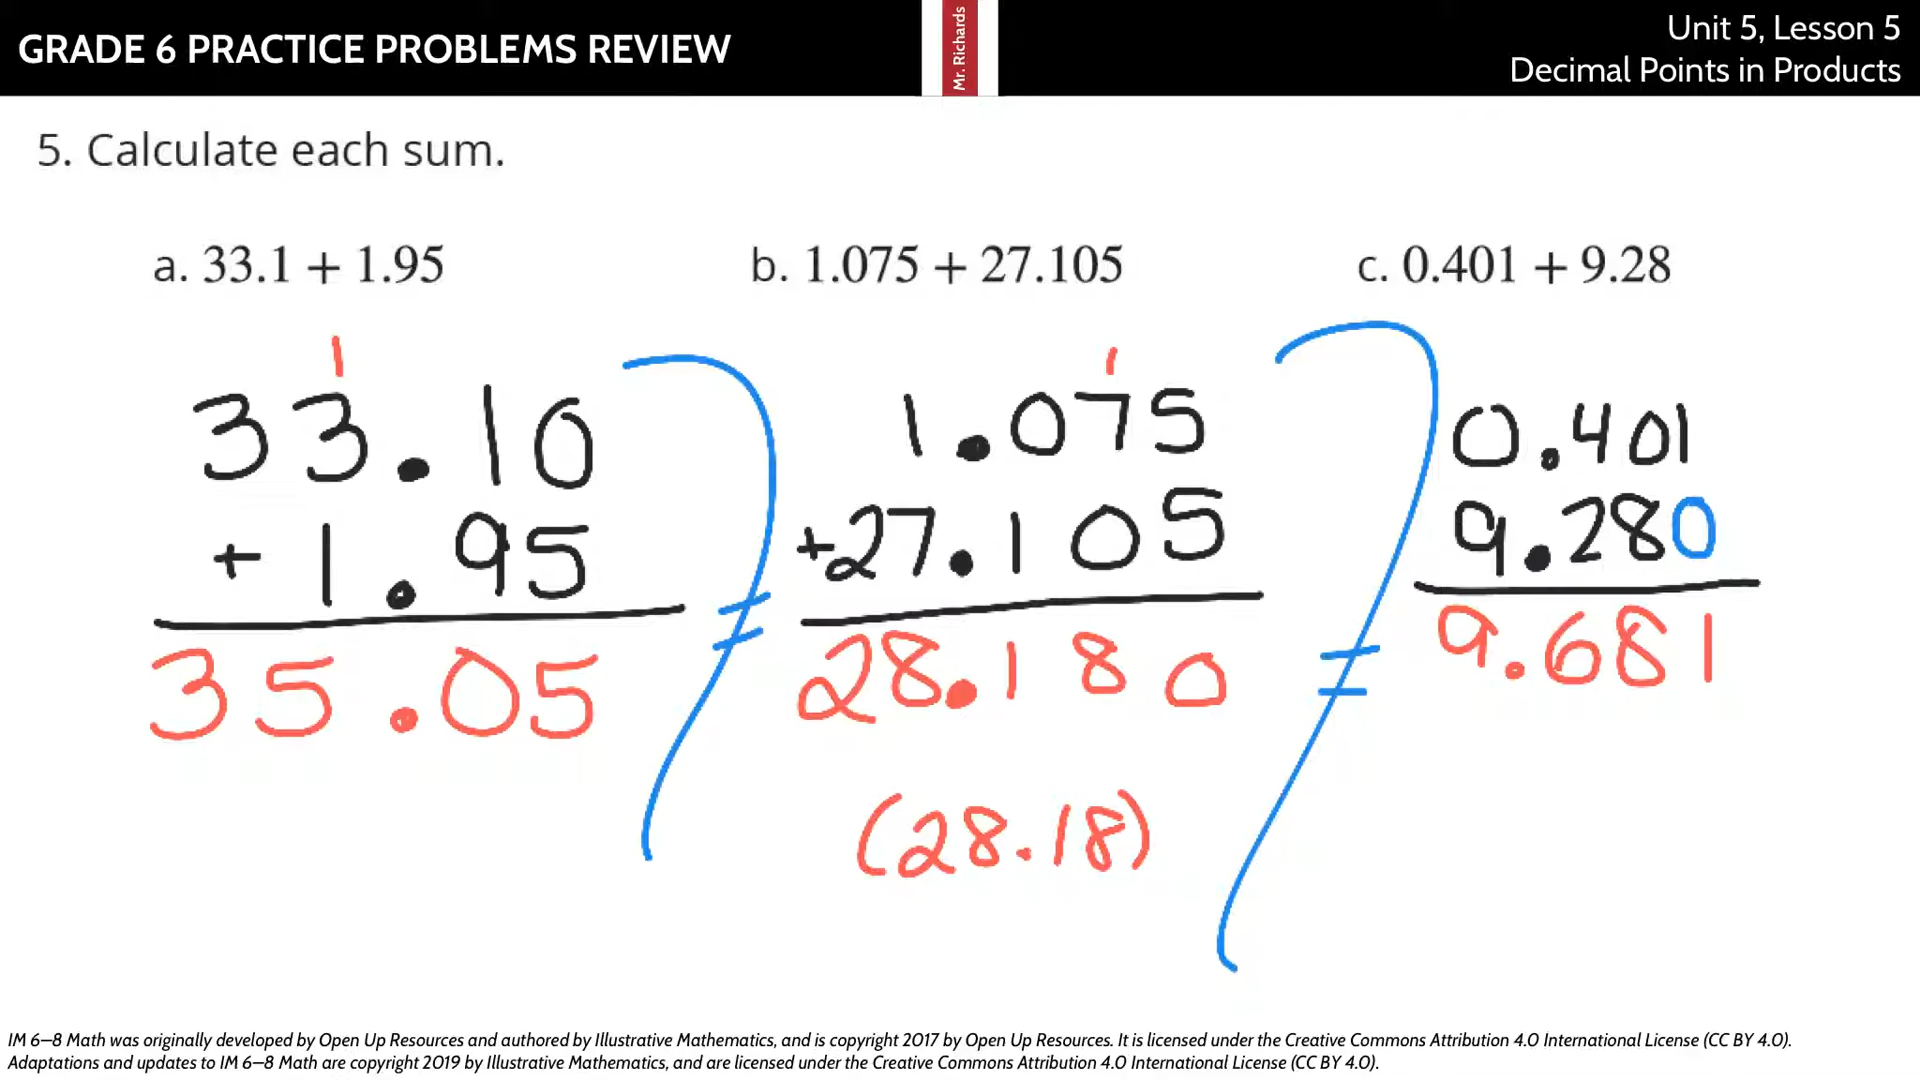 GRADE 6 PRACTICE PROBLEMS REVIEW
Mr. Richards
Unit 5, Lesson 5
Decimal Points in Products
5. Calculate each sum.
a. 33.1 + 1.95
b. 1.075 + 27.105
c. 0.401 + 9.28
1
33.10
+ 1.95
35.05
1
1.075
+27.105
28.180
(28.18)
0.401
9.280
9.681
IM 6–8 Math was originally developed by Open Up Resources and authored by Illustrative Mathematics, and is copyright 2017 by Open Up Resources. It is licensed under the Creative Commons Attribution 4.0 International License (CC BY 4.0).
Adaptations and updates to IM 6–8 Math are copyright 2019 by Illustrative Mathematics, and are licensed under the Creative Commons Attribution 4.0 International License (CC BY 4.0).